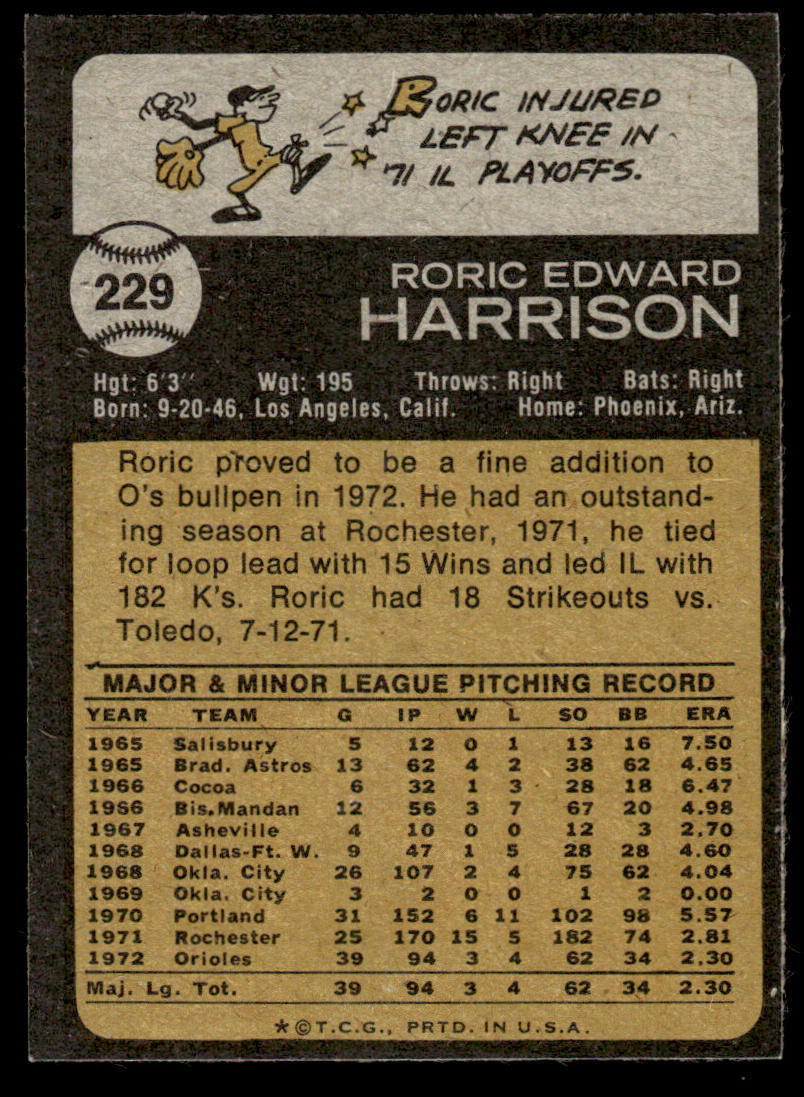 RORIC INJURED
LEFT KNEE IN
'71 IL PLAYOFFS.
229
RORIC EDWARD
HARRISON
Hgt: 6'3" Wgt: 195 Throws: Right Bats: Right
Born: 9-20-46, Los Angeles, Calif. Home: Phoenix, Ariz.
Roric proved to be a fine addition to
O's bullpen in 1972. He had an outstand-
ing season at Rochester, 1971, he tied
for loop lead with 15 Wins and led IL with
182 K's. Roric had 18 Strikeouts vs.
Toledo, 7-12-71.
MAJOR & MINOR LEAGUE PITCHING RECORD
YEAR TEAM G IP W L SO BB ERA
1965 Salisbury 5 12 0 1 13 16 7.50
1965 Brad. Astros 13 62 4 2 38 62 4.65
1966 Cocoa 6 32 1 3 28 18 6.47
1966 Bis.Mandan 12 56 3 7 67 20 4.98
1967 Asheville 4 10 0 0 12 3 2.70
1968 Dallas-Ft. W. 9 47 1 5 28 28 4.60
1968 Okla. City 26 107 2 4 75 62 4.04
1969 Okla. City 3 2 0 0 1 2 0.00
1970 Portland 31 152 6 11 102 98 5.57
1971 Rochester 25 170 15 5 182 74 2.81
1972 Orioles 39 94 3 4 62 34 2.30
Maj. Lg. Tot. 39 94 3 4 62 34 2.30
*©T.C.G., PRTD. IN U.S.A.